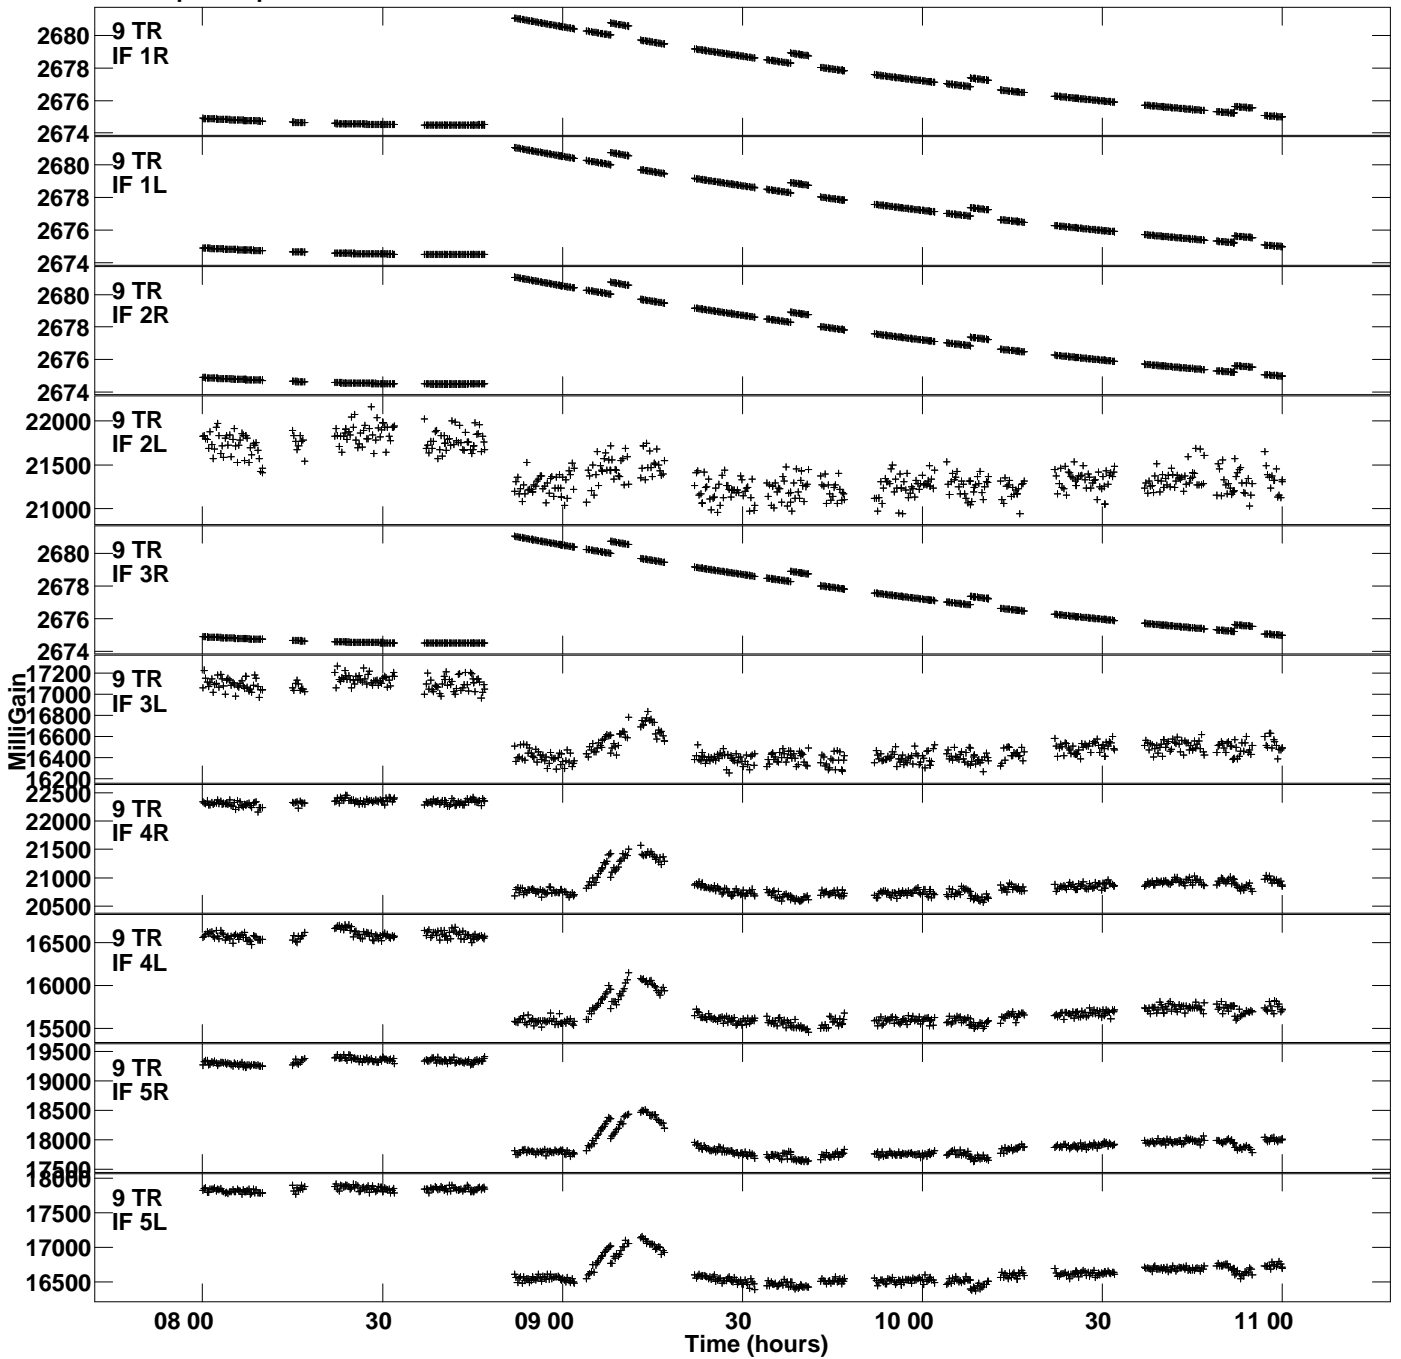 9 TR
IF 1R
2680
2678
2676
2674
9 TR
IF 1L
2680
2678
2676
2674
9 TR
IF 2R
2680
2678
2676
2674
9 TR
IF 2L
22000
21500
21000
9 TR
IF 3R
2680
2678
2676
2674
9 TR
IF 3L
17200
17000
16800
16600
16400
16200
MilliGain
9 TR
IF 4R
22500
22000
21500
21000
20500
9 TR
IF 4L
16500
16000
15500
9 TR
IF 5R
19500
19000
18500
18000
17500
9 TR
IF 5L
18000
17500
17000
16500
08 00 30 09 00 30 10 00 30 11 00
Time (hours)